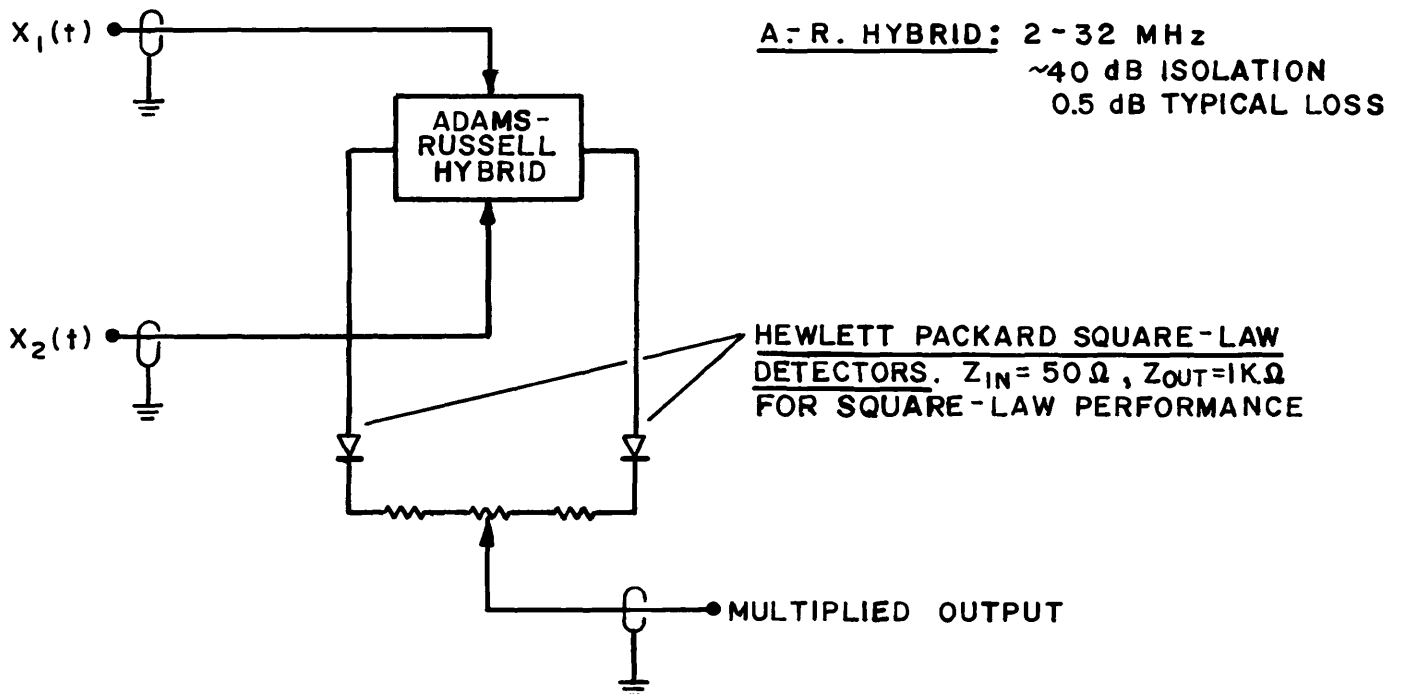 X₁(t)
A.-R. HYBRID: 2-32 MHz
~40 dB ISOLATION
0.5 dB TYPICAL LOSS
ADAMS-
RUSSELL
HYBRID
X₂(t)
HEWLETT PACKARD SQUARE-LAW
DETECTORS. ZIN = 50 Ω, ZOUT = 1K Ω
FOR SQUARE-LAW PERFORMANCE
MULTIPLIED OUTPUT